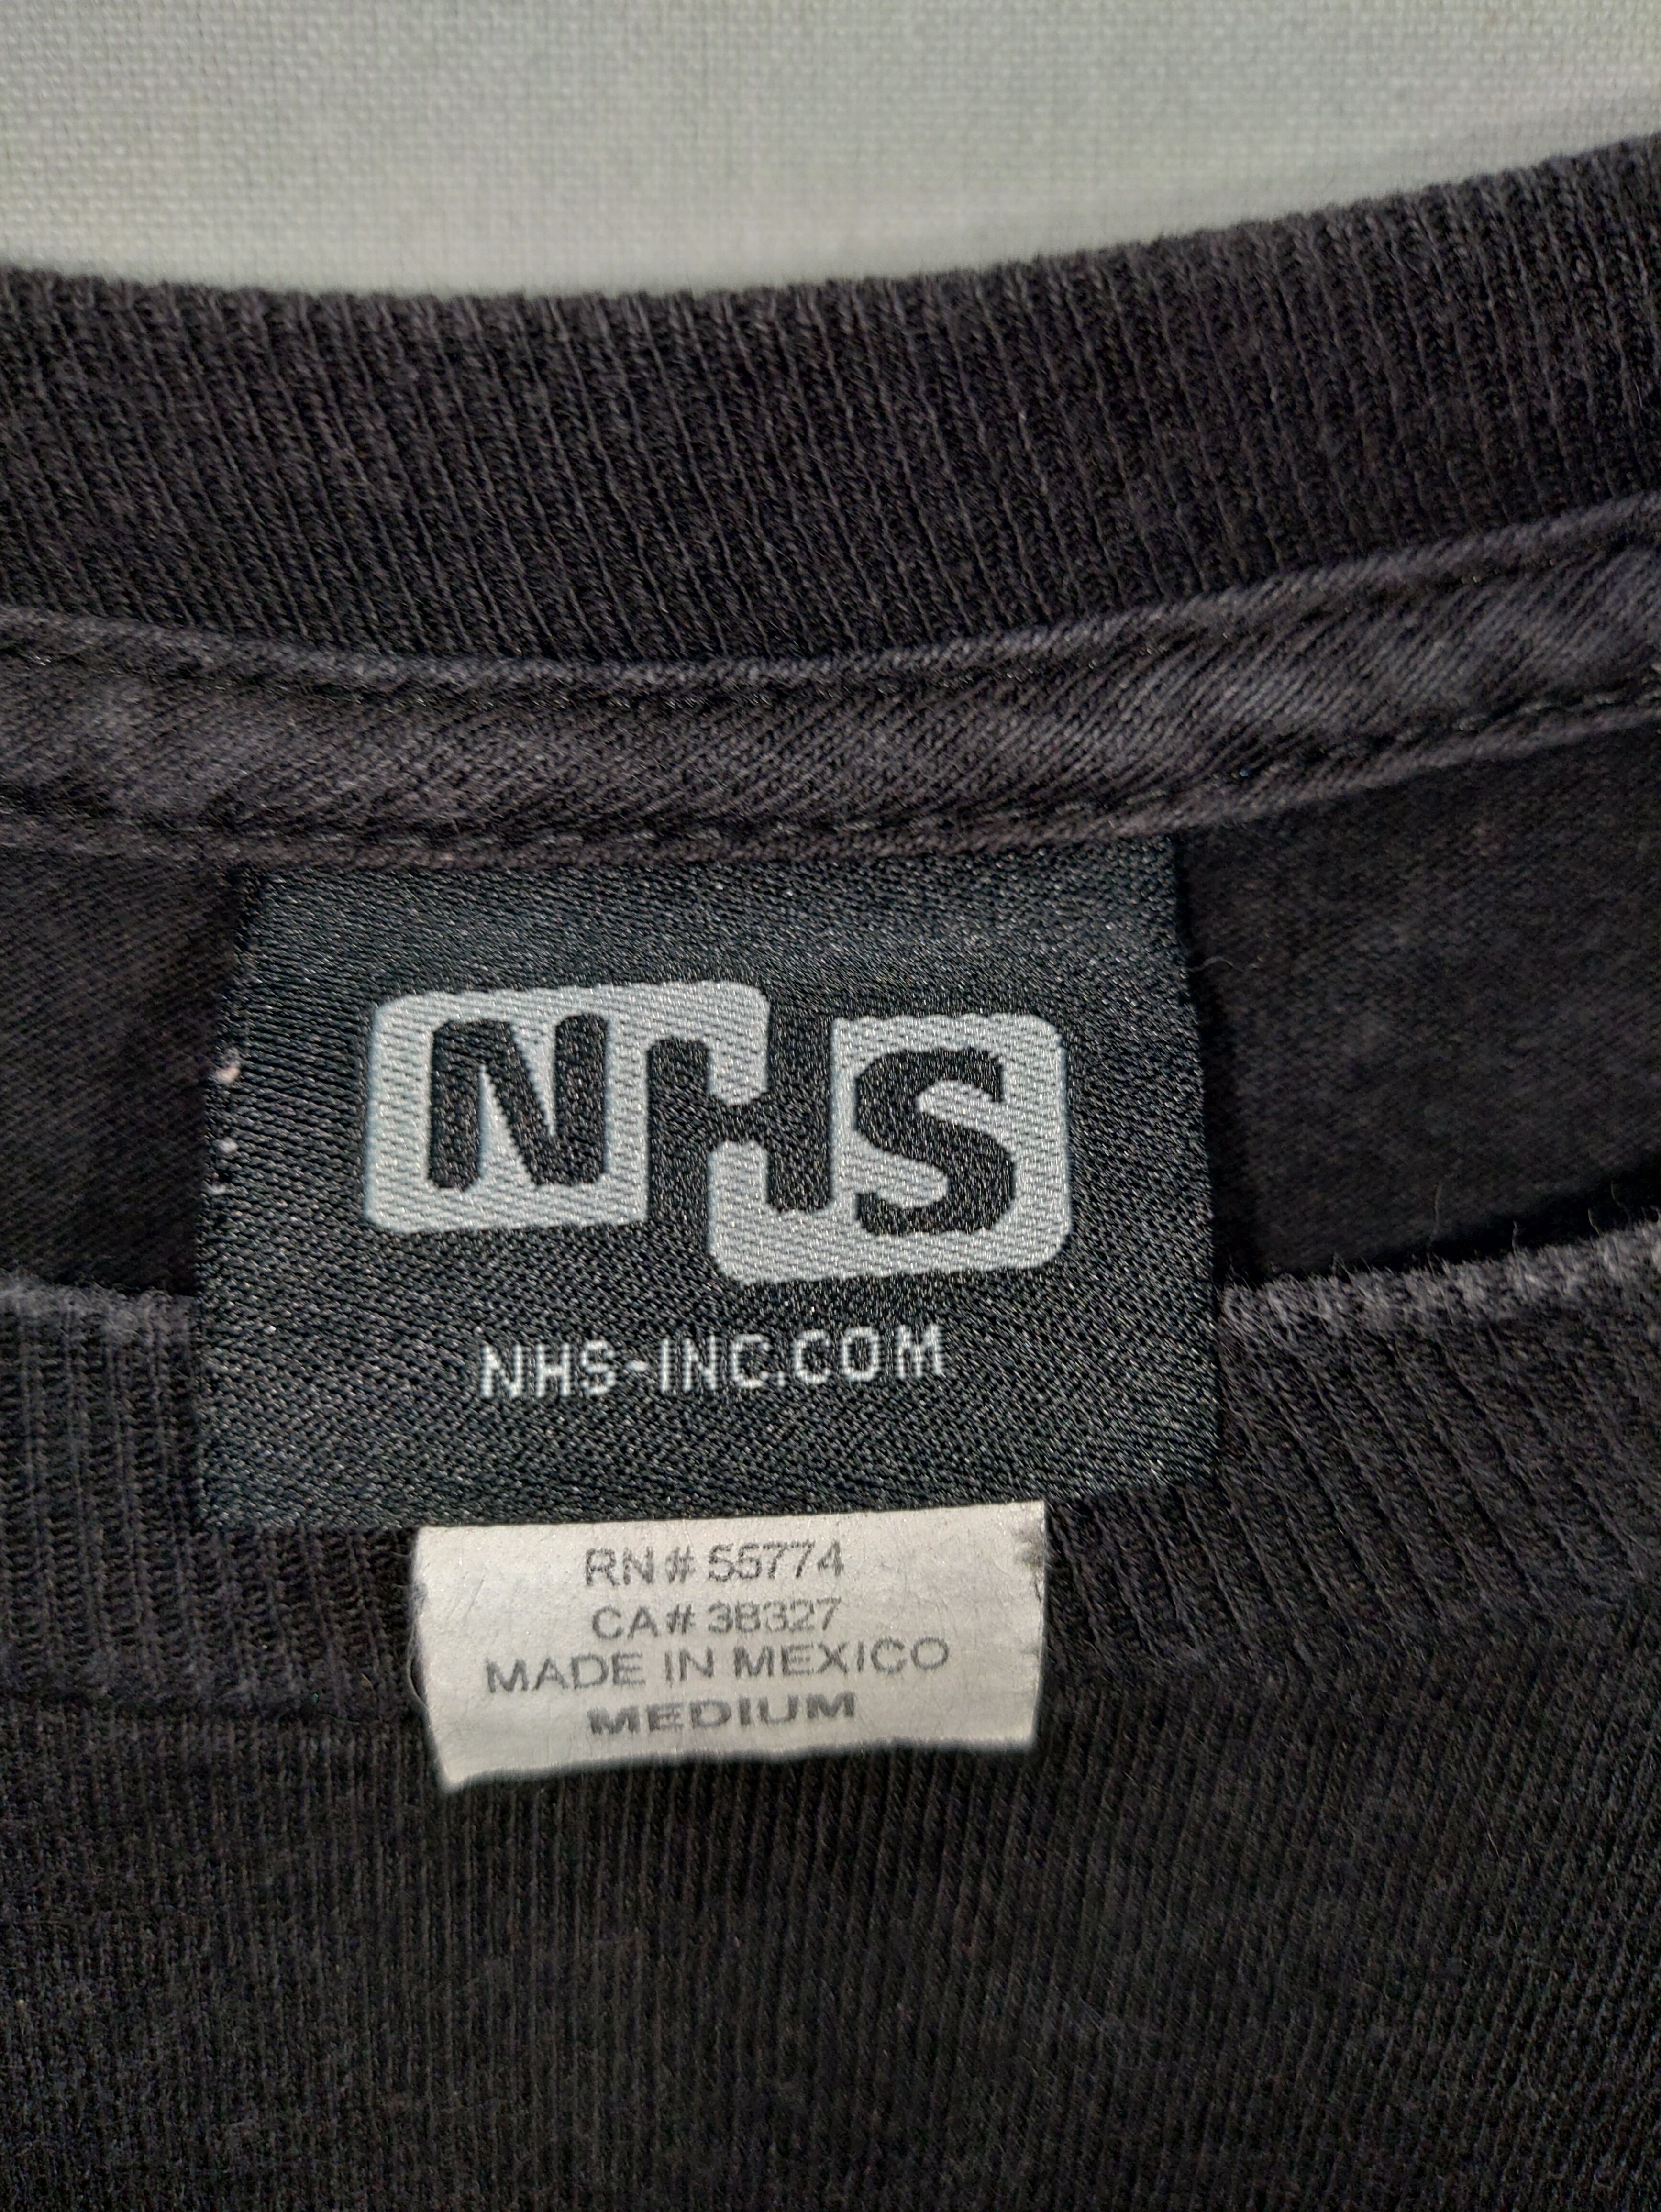 NHS
NHS-INC.COM
RN# 55774
CA# 38327
MADE IN MEXICO
MEDIUM